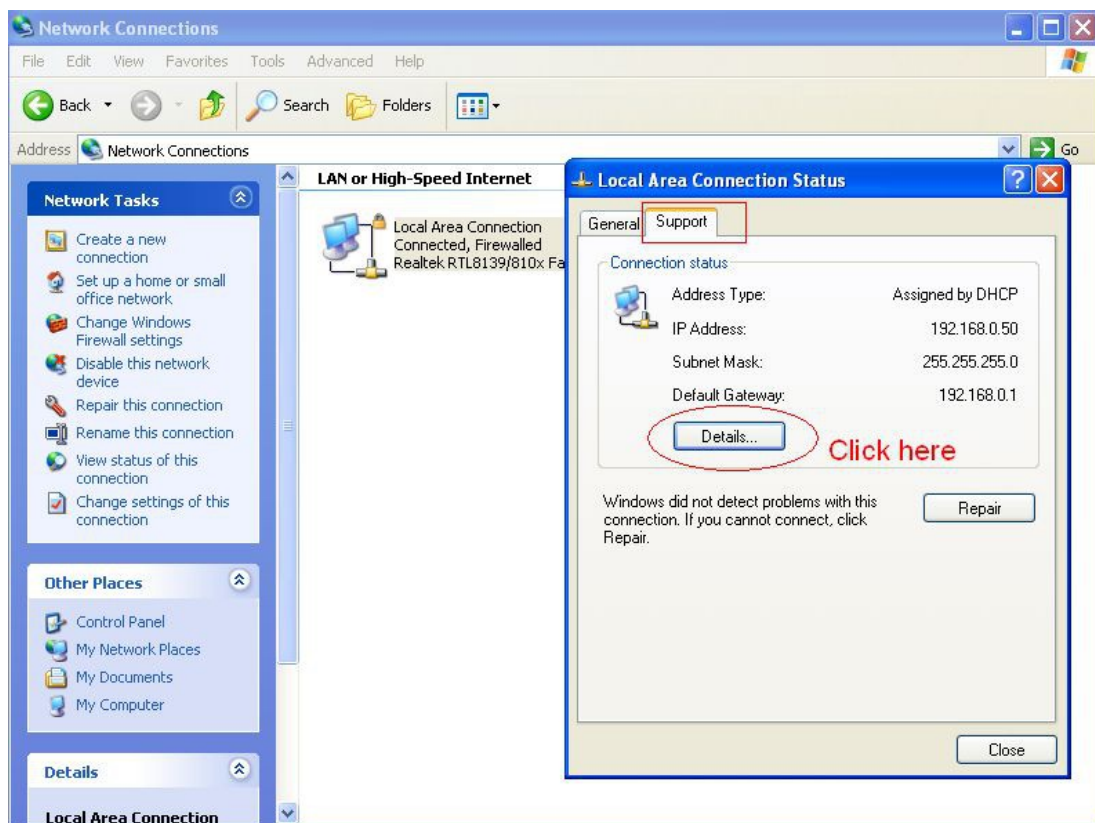 Network Connections
File Edit View Favorites Tools Advanced Help
Back Search Folders
Address Network Connections Go
Network Tasks
Create a new
connection
Set up a home or small
office network
Change Windows
Firewall settings
Disable this network
device
Repair this connection
Rename this connection
View status of this
connection
Change settings of this
connection
Other Places
Control Panel
My Network Places
My Documents
My Computer
Details
Local Area Connection
LAN or High-Speed Internet
Local Area Connection
Connected, Firewalled
Realtek RTL8139/810x Fa
Local Area Connection Status
General Support
Connection status
Address Type: Assigned by DHCP
IP Address: 192.168.0.50
Subnet Mask: 255.255.255.0
Default Gateway: 192.168.0.1
Details... Click here
Windows did not detect problems with this
connection. If you cannot connect, click
Repair.
Repair
Close